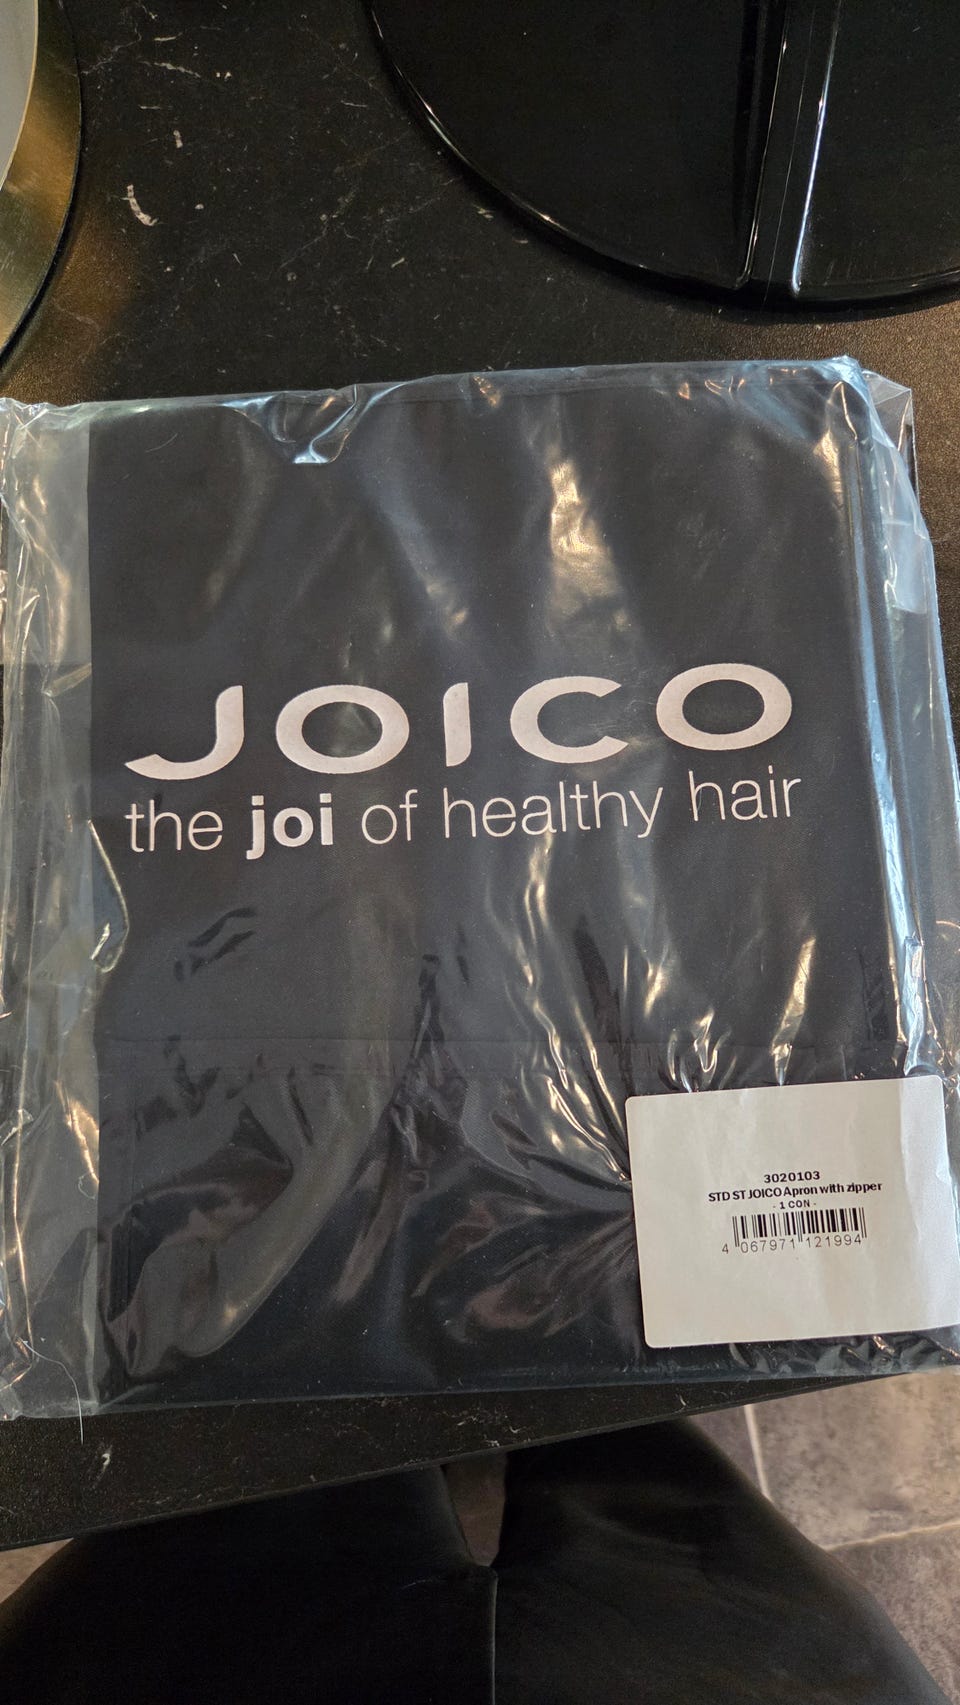 JOICO
the joi of healthy hair
3020103
STD ST JOICO Apron with zipper
- 1 CON -
4 067971 121994